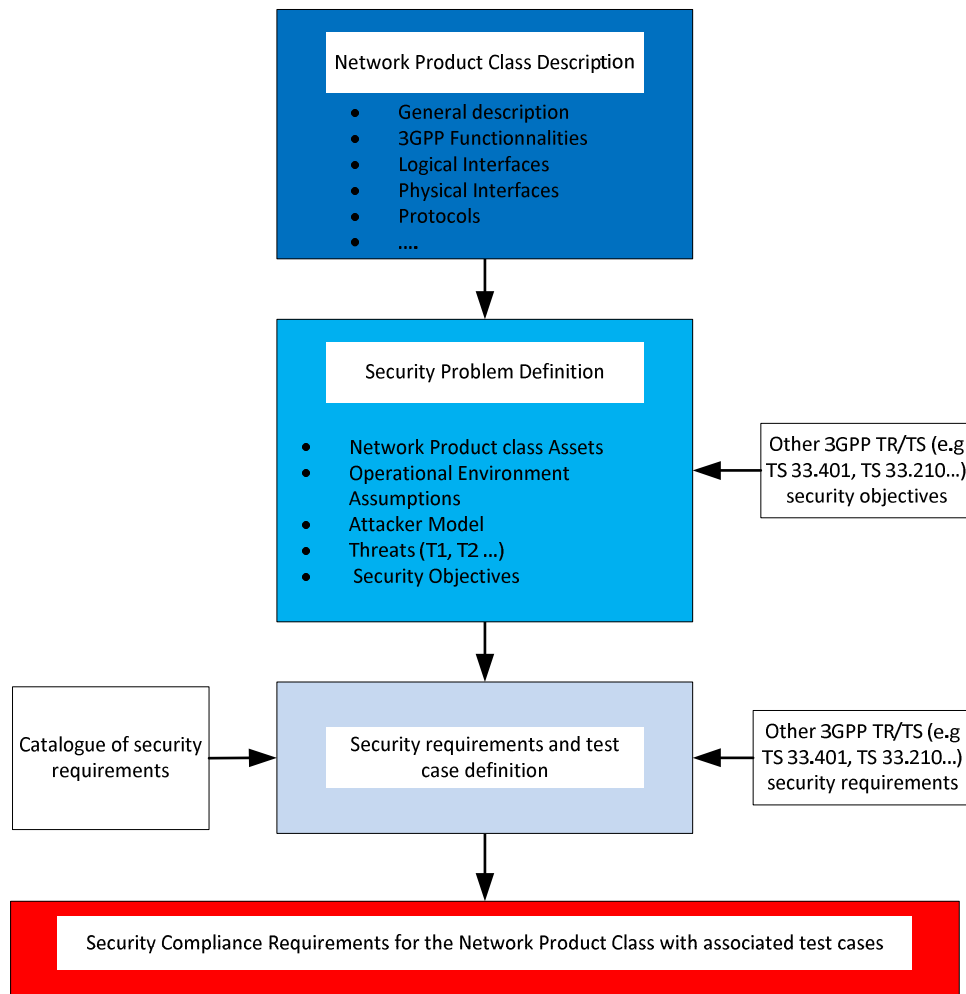 Network Product Class Description
• General description
• 3GPP Functionnalities
• Logical Interfaces
• Physical Interfaces
• Protocols
• ....
Security Problem Definition
• Network Product class Assets
• Operational Environment
Assumptions
• Attacker Model
• Threats (T1, T2 ...)
• Security Objectives
Other 3GPP TR/TS (e.g
TS 33.401, TS 33.210...)
security objectives
Catalogue of security
requirements
Security requirements and test
case definition
Other 3GPP TR/TS (e.g
TS 33.401, TS 33.210...)
security requirements
Security Compliance Requirements for the Network Product Class with associated test cases